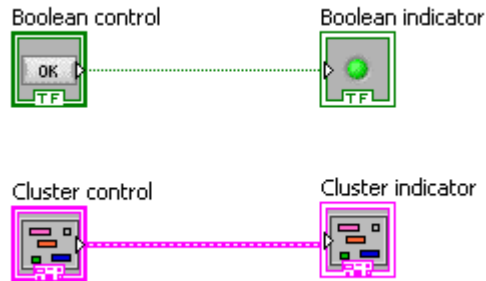 Boolean control
Boolean indicator
OK
TF
TF
Cluster control
Cluster indicator